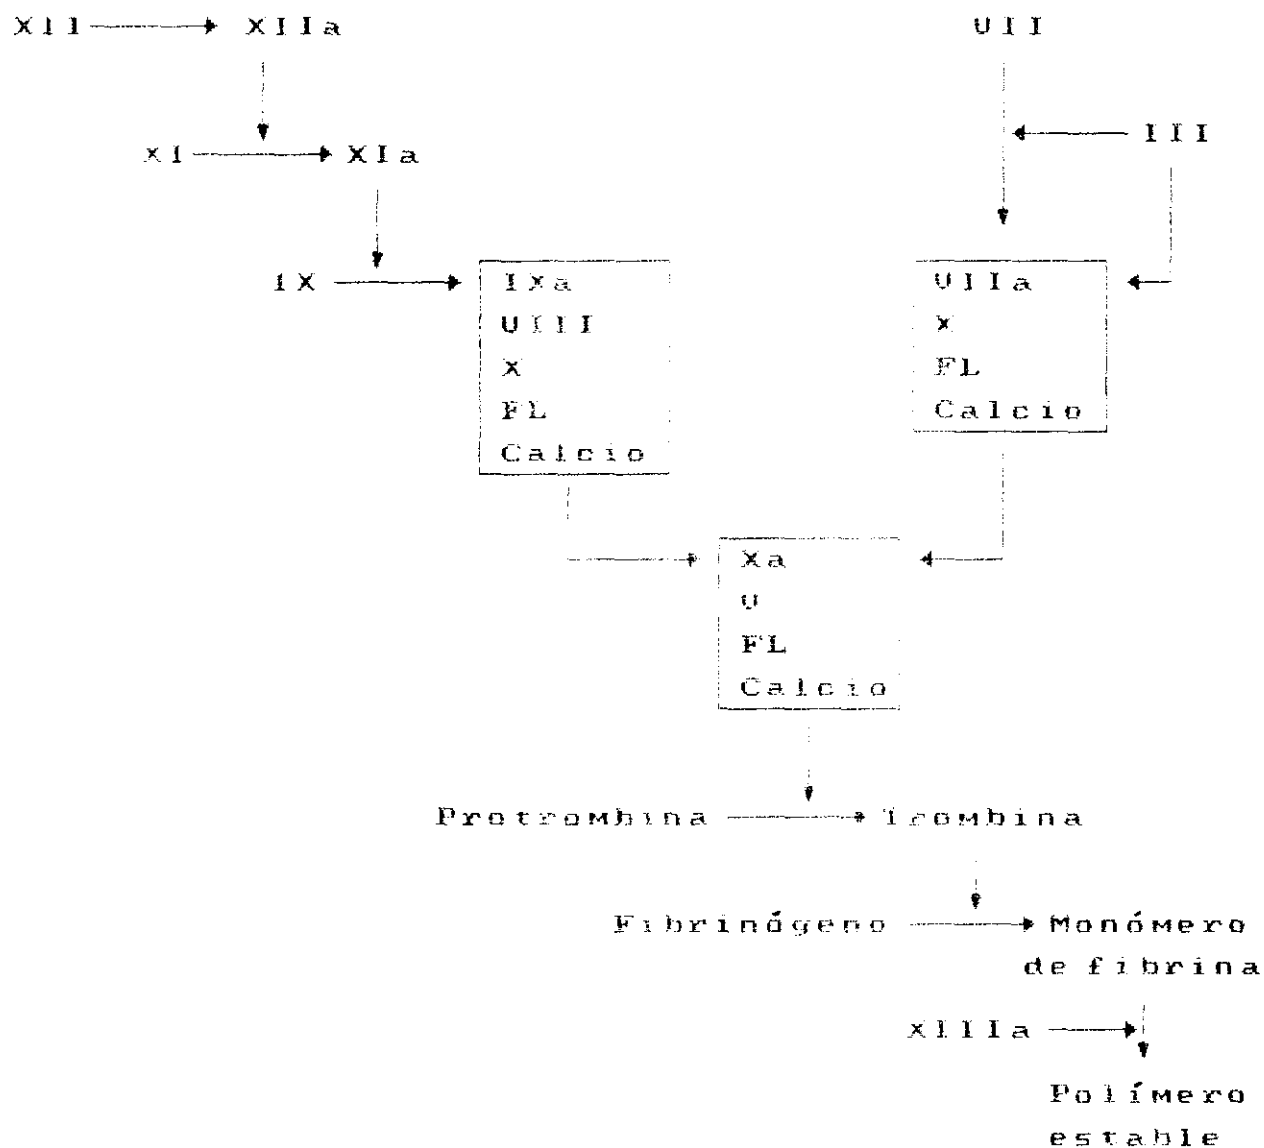 XII XIIa VII
III
XI XIa
IX IXa VIIa
VIII X
X FL
FL Calcio
Calcio
Xa
V
FL
Calcio
Protrombina Trombina
Fibrinógeno Monómero
de fibrina
XIIIa
Polímero
estable